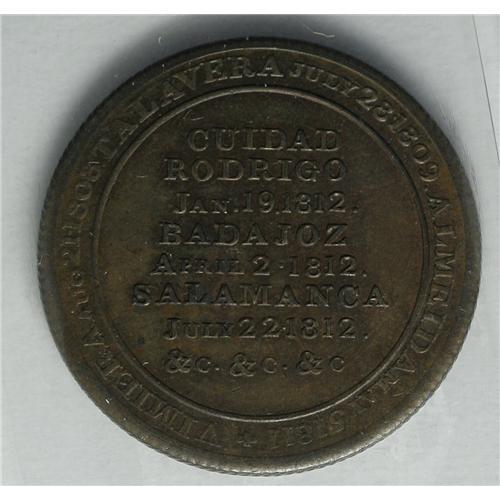 VIMIERA AUG 21 1808 TALAVERA JULY 28 1809. ALMEIDA MAY 5 1811
CUIDAD
RODRIGO
JAN. 19.1812.
BADAJOZ
APRIL 2.1812.
SALAMANCA
JULY 22.1812.
&C. &C. &C